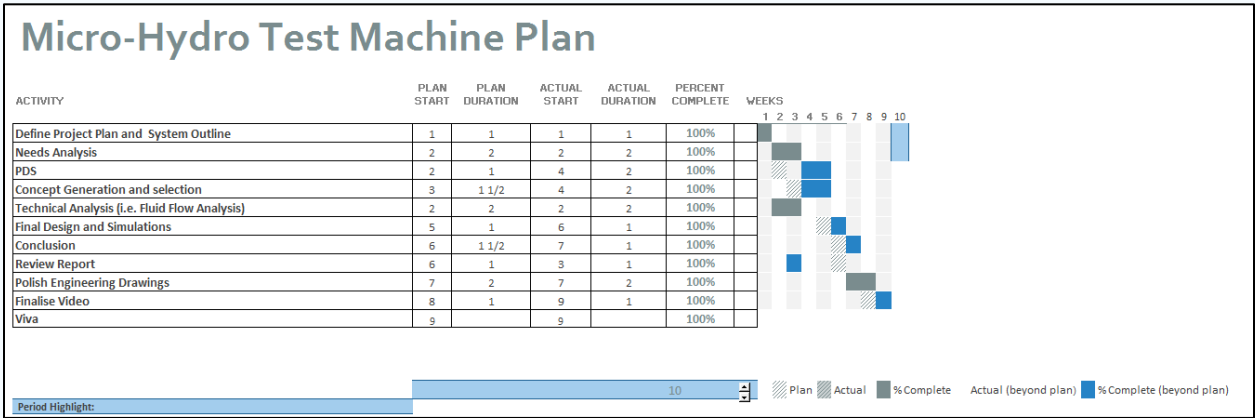 Micro-Hydro Test Machine Plan
PLAN PLAN ACTUAL ACTUAL PERCENT
ACTIVITY START DURATION START DURATION COMPLETE WEEKS
1 2 3 4 5 6 7 8 9 10
Define Project Plan and System Outline 1 1 1 1 100%
Needs Analysis 2 2 2 2 100%
PDS 2 1 4 2 100%
Concept Generation and selection 3 1 1/2 4 2 100%
Technical Analysis (i.e. Fluid Flow Analysis) 2 2 2 2 100%
Final Design and Simulations 5 1 6 1 100%
Conclusion 6 1 1/2 7 1 100%
Review Report 6 1 3 1 100%
Polish Engineering Drawings 7 2 7 2 100%
Finalise Video 8 1 9 1 100%
Viva 9 9 100%
10 Plan Actual % Complete Actual (beyond plan) % Complete (beyond plan)
Period Highlight: